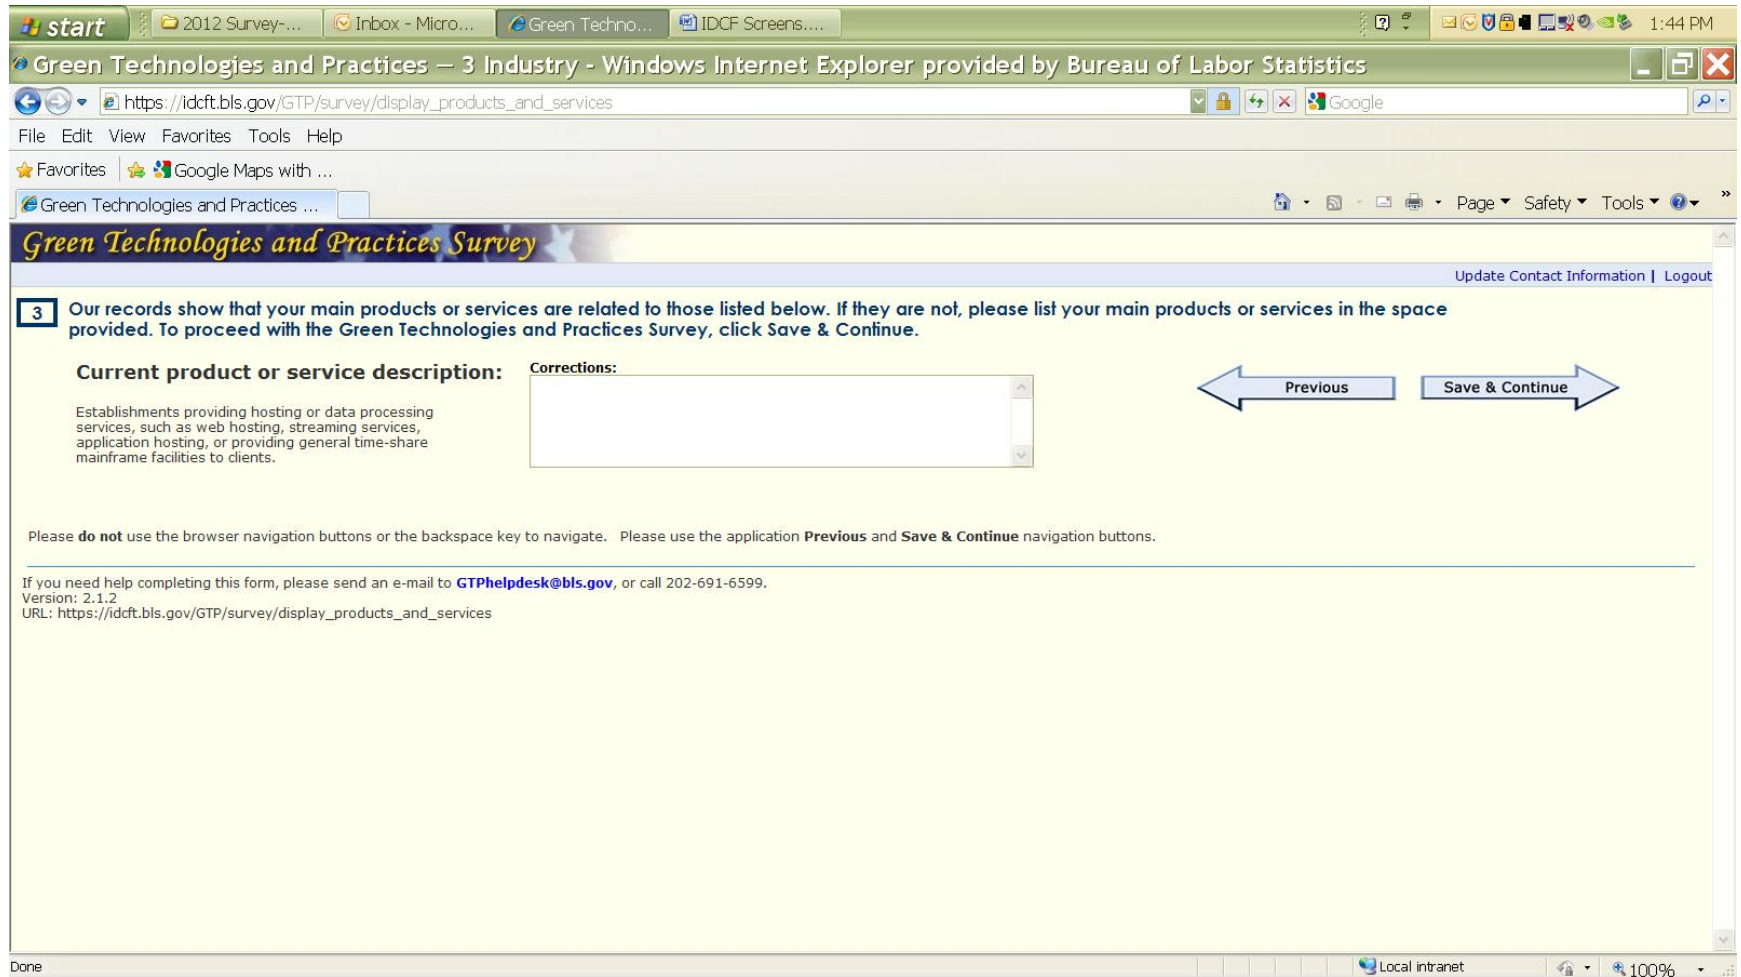 start 2012 Survey-... Inbox - Micro... Green Techno... IDCF Screens.... 1:44 PM
Green Technologies and Practices — 3 Industry - Windows Internet Explorer provided by Bureau of Labor Statistics
https://idcft.bls.gov/GTP/survey/display_products_and_services Google
File Edit View Favorites Tools Help
Favorites Google Maps with ...
Green Technologies and Practices ... Page Safety Tools »
Green Technologies and Practices Survey
Update Contact Information | Logout
3 Our records show that your main products or services are related to those listed below. If they are not, please list your main products or services in the space
provided. To proceed with the Green Technologies and Practices Survey, click Save & Continue.
Current product or service description: Corrections:
Previous Save & Continue
Establishments providing hosting or data processing
services, such as web hosting, streaming services,
application hosting, or providing general time-share
mainframe facilities to clients.
Please do not use the browser navigation buttons or the backspace key to navigate. Please use the application Previous and Save & Continue navigation buttons.
If you need help completing this form, please send an e-mail to GTPhelpdesk@bls.gov, or call 202-691-6599.
Version: 2.1.2
URL: https://idcft.bls.gov/GTP/survey/display_products_and_services
Done Local intranet 100%